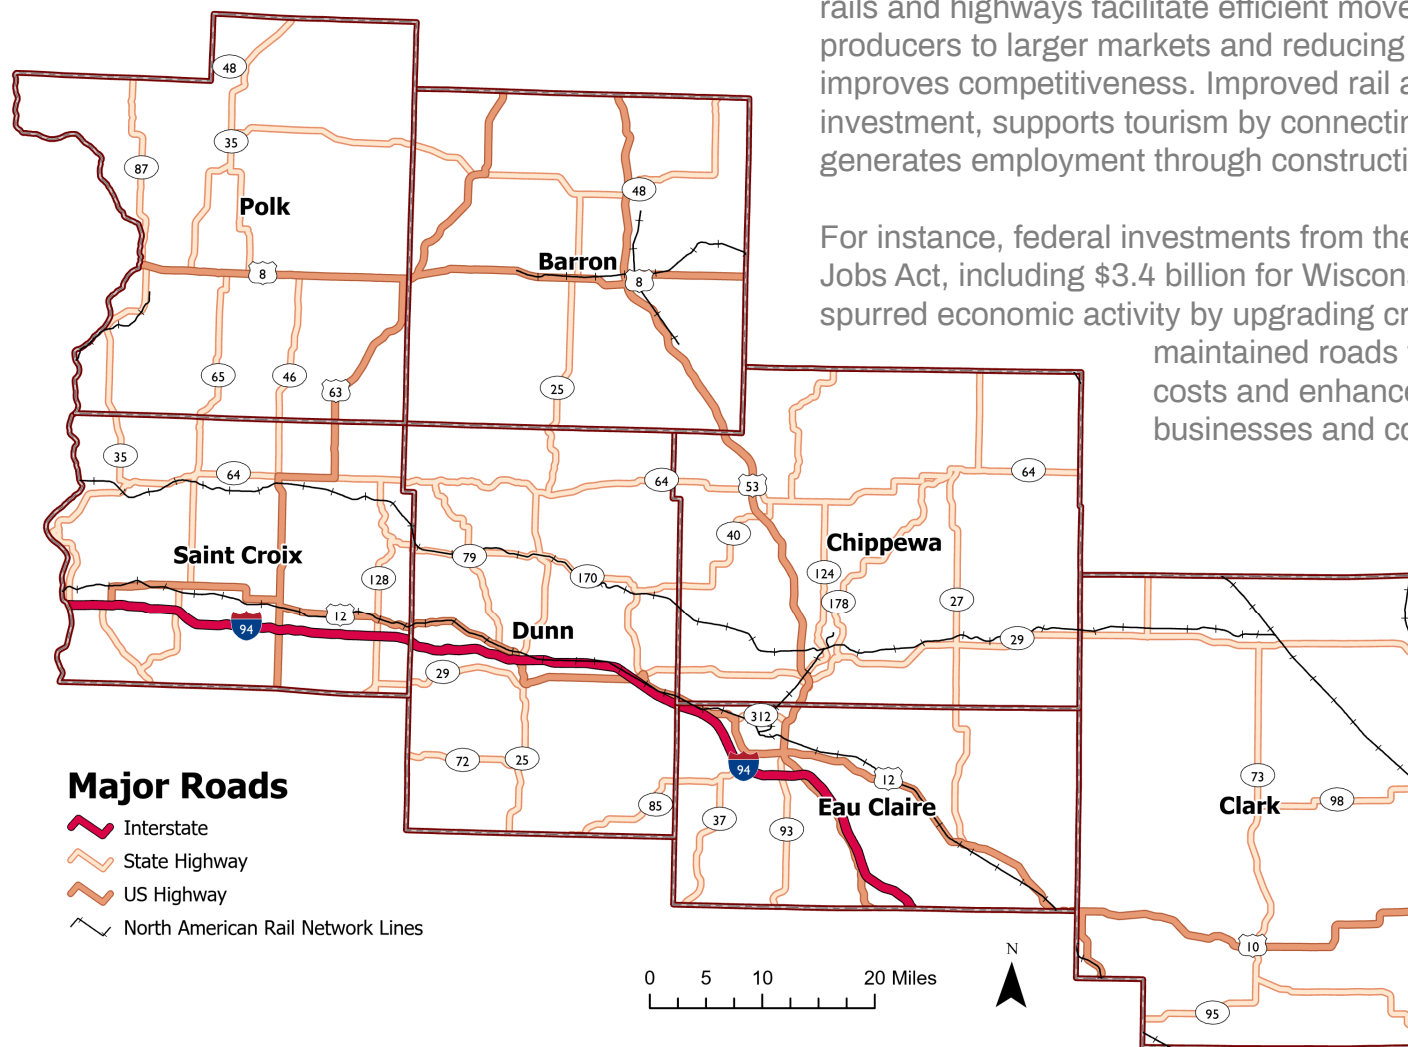 rails and highways facilitate efficient move
producers to larger markets and reducing
improves competitiveness. Improved rail a
investment, supports tourism by connectin
generates employment through constructi
For instance, federal investments from the
Jobs Act, including $3.4 billion for Wiscons
spurred economic activity by upgrading cr
maintained roads
costs and enhance
businesses and co
48
35
87
Polk
48
8
Barron
8
65
46
63
25
35
64
64
53
64
40
Chippewa
Saint Croix
79
170
128
124
178
27
12
94
Dunn
29
29
312
72
25
94
12
73
98
85
37
93
Eau Claire
Clark
10
95
Major Roads
Interstate
State Highway
US Highway
North American Rail Network Lines
0 5 10 20 Miles
N